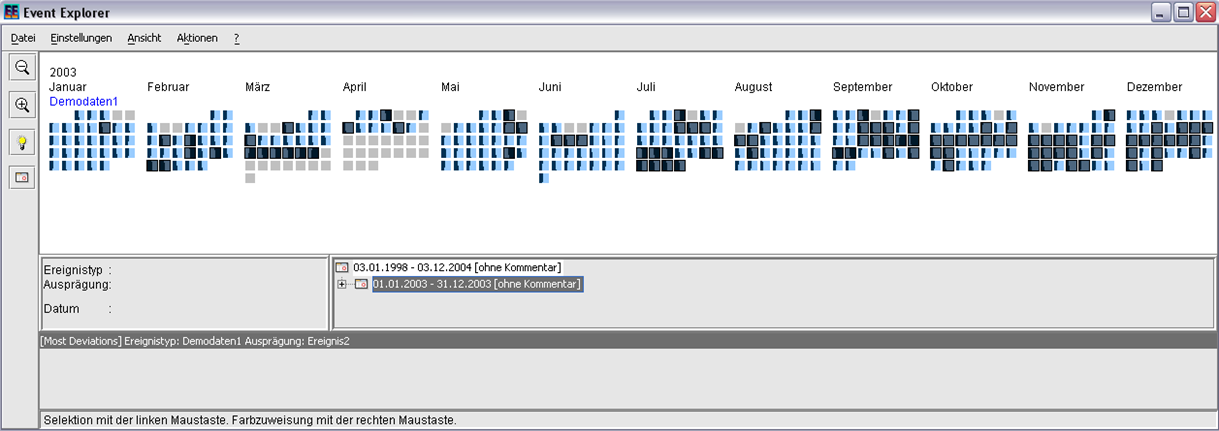 Event Explorer
Datei Einstellungen Ansicht Aktionen ?
2003
Januar Februar März April Mai Juni Juli August September Oktober November Dezember
Demodaten1
Ereignistyp :
Ausprägung:
Datum :
03.01.1998 - 03.12.2004 [ohne Kommentar]
01.01.2003 - 31.12.2003 [ohne Kommentar]
[Most Deviations] Ereignistyp: Demodaten1 Ausprägung: Ereignis2
Selektion mit der linken Maustaste. Farbzuweisung mit der rechten Maustaste.